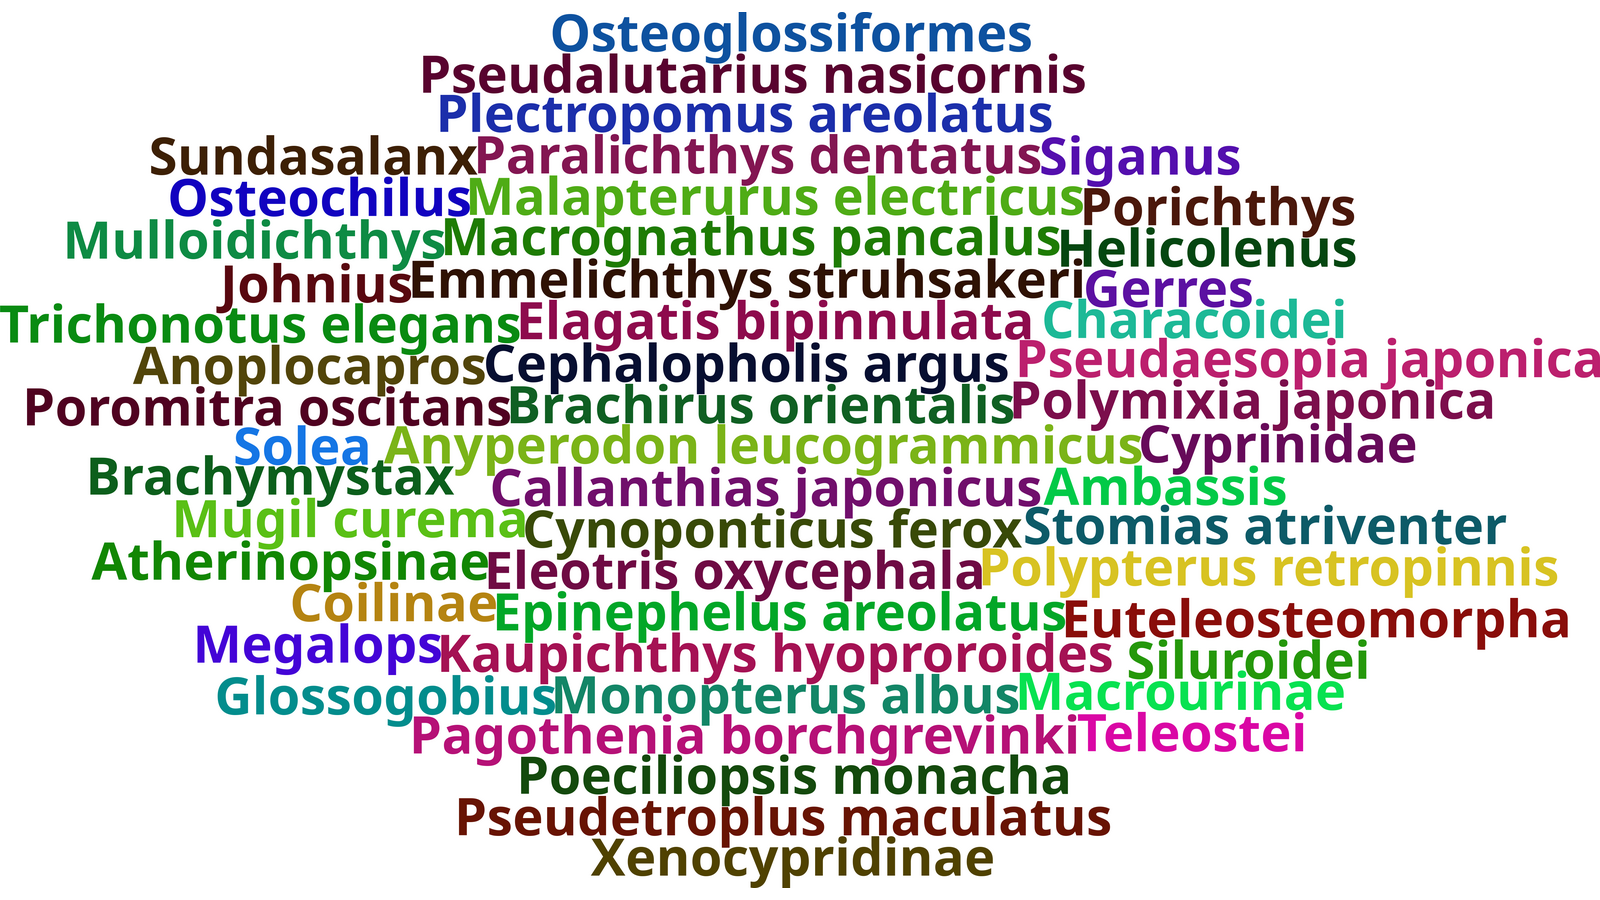 Osteoglossiformes
Pseudalutarius nasicornis
Plectropomus areolatus
Sundasalanx Paralichthys dentatus Siganus
Osteochilus Malapterurus electricus Porichthys
Mulloidichthys Macrognathus pancalus Helicolenus
Johnius Emmelichthys struhsakeri Gerres
Trichonotus elegans Elagatis bipinnulata Characoidei
Anoplocapros Cephalopholis argus Pseudaesopia japonica
Poromitra oscitans Brachirus orientalis Polymixia japonica
Solea Anyperodon leucogrammicus Cyprinidae
Brachymystax Callanthias japonicus Ambassis
Mugil curema Cynoponticus ferox Stomias atriventer
Atherinopsinae Eleotris oxycephala Polypterus retropinnis
Coilinae Epinephelus areolatus Euteleosteomorpha
Megalops Kaupichthys hyoproroides Siluroidei
Glossogobius Monopterus albus Macrourinae
Pagothenia borchgrevinki Teleostei
Poeciliopsis monacha
Pseudetroplus maculatus
Xenocypridinae